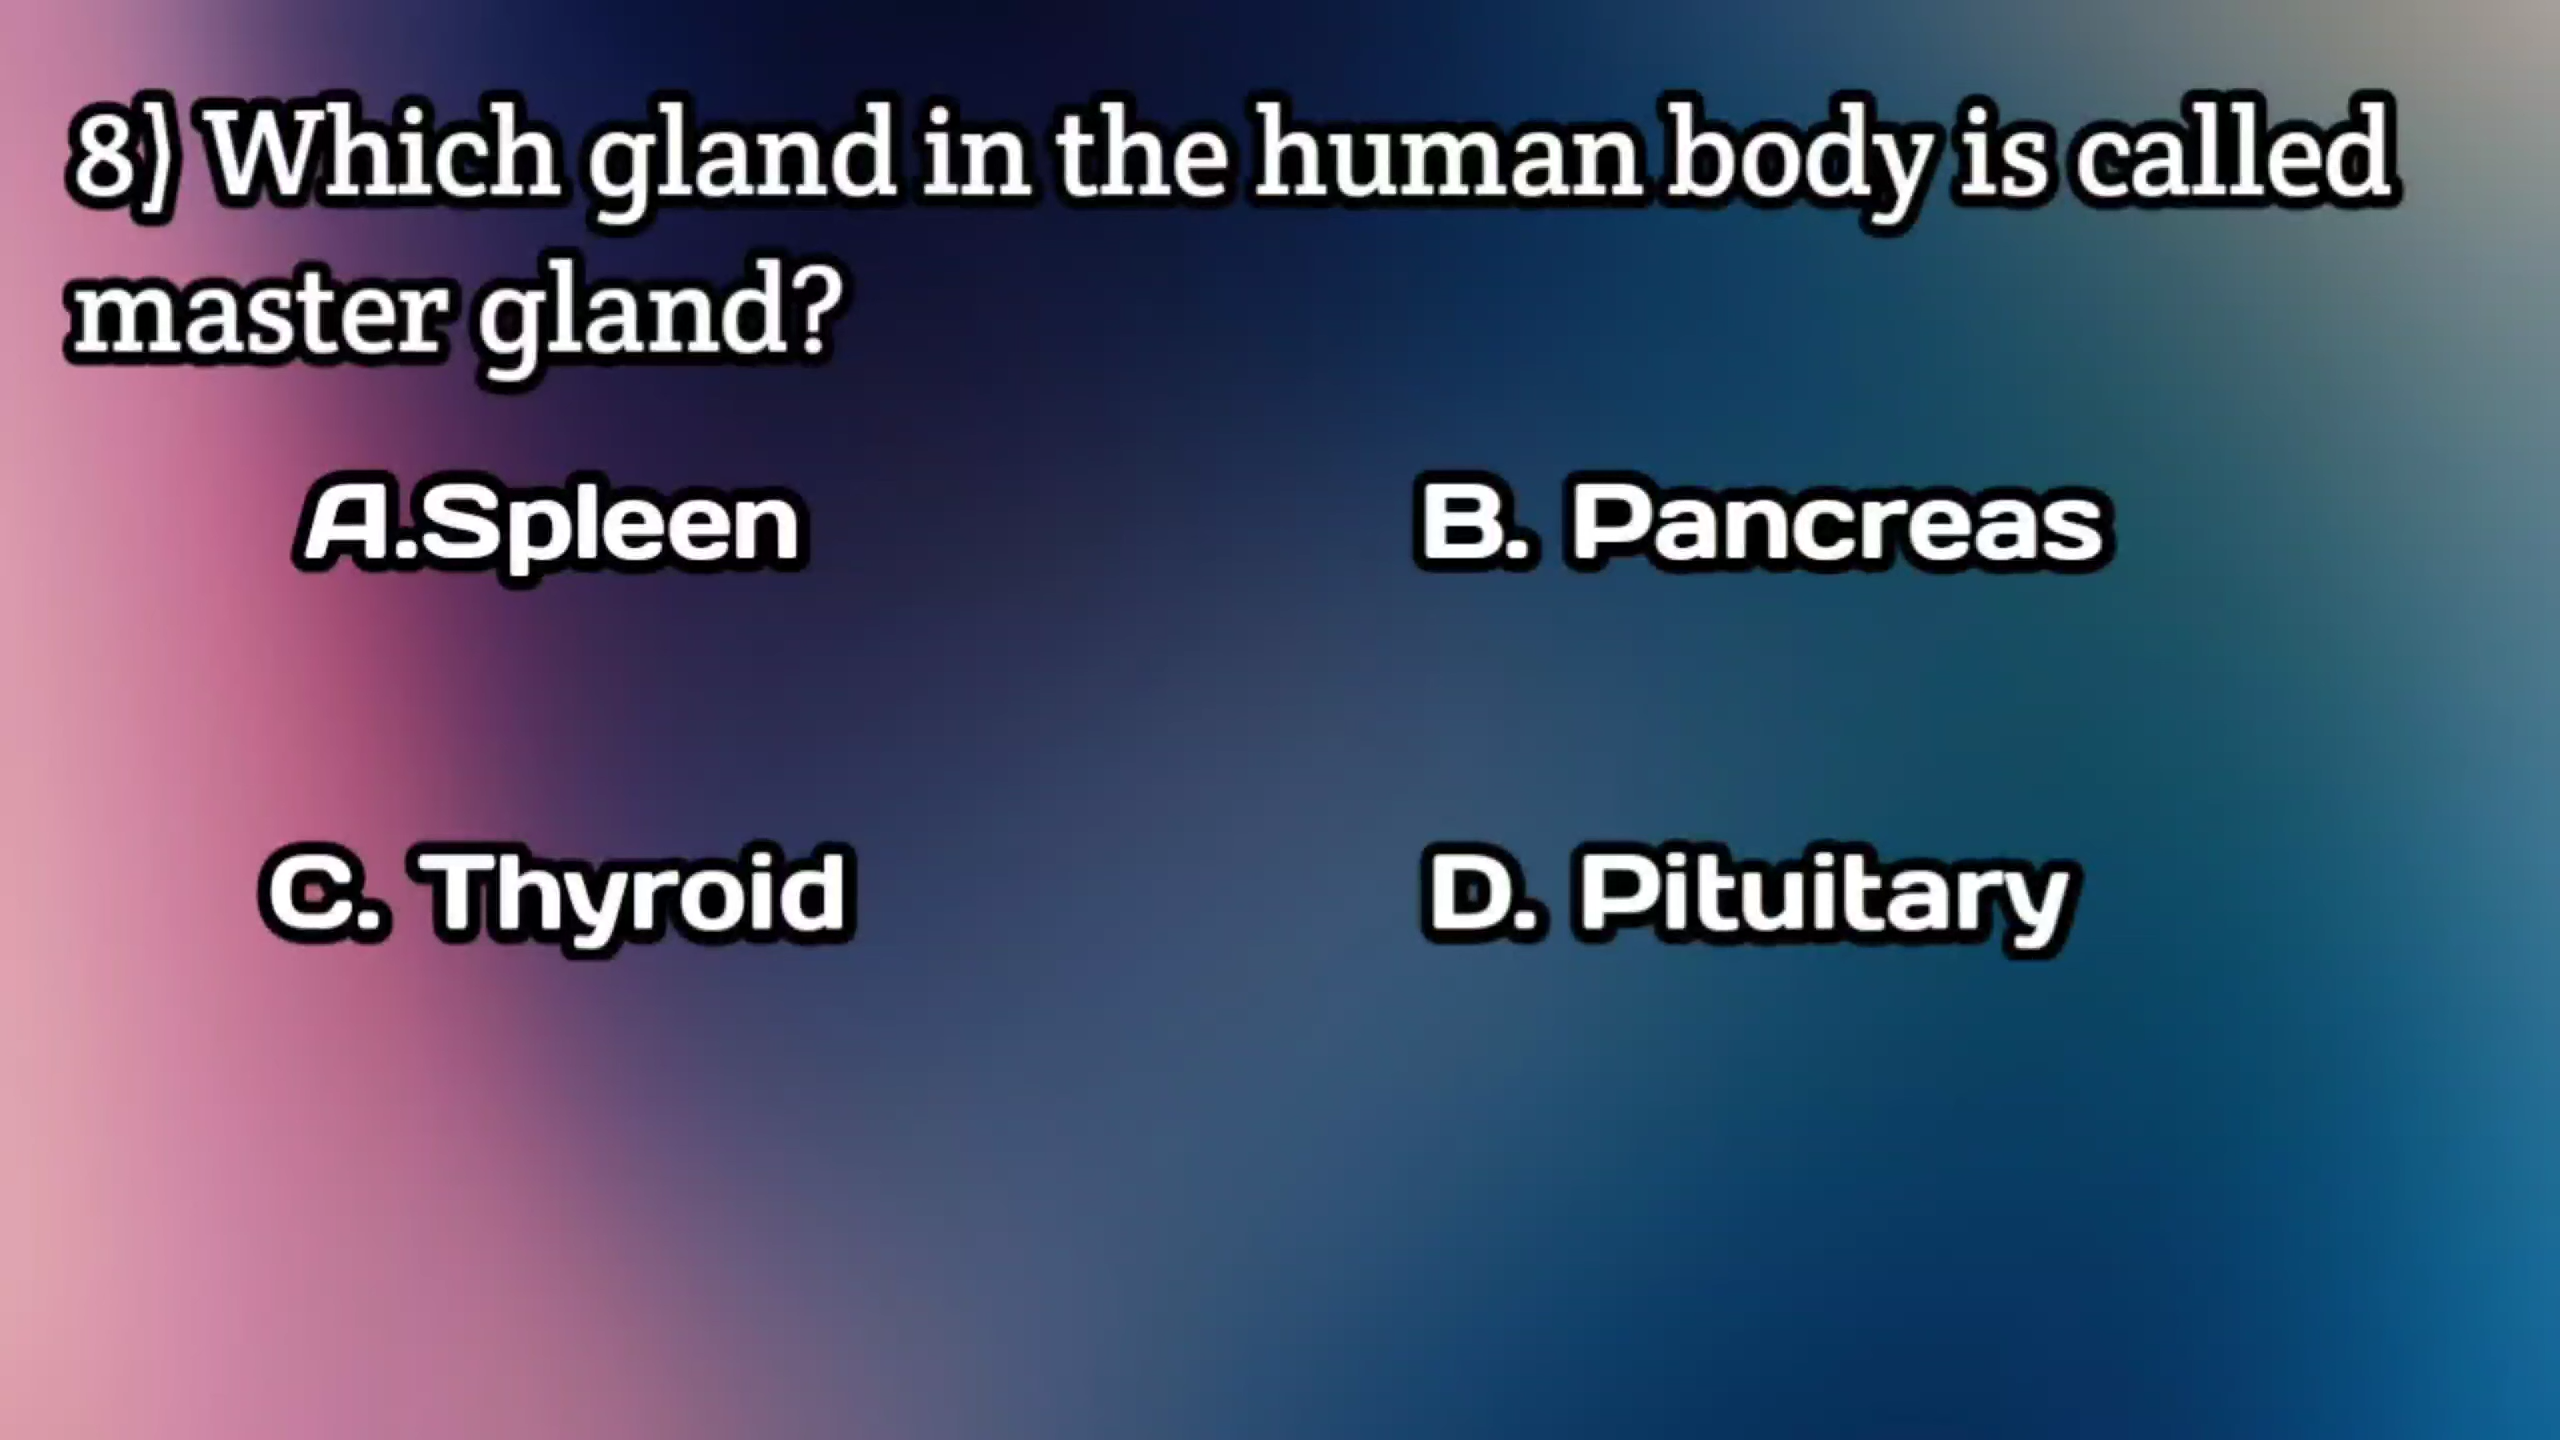 8) Which gland in the human body is called
master gland?
A.Spleen
B. Pancreas
C. Thyroid
D. Pituitary